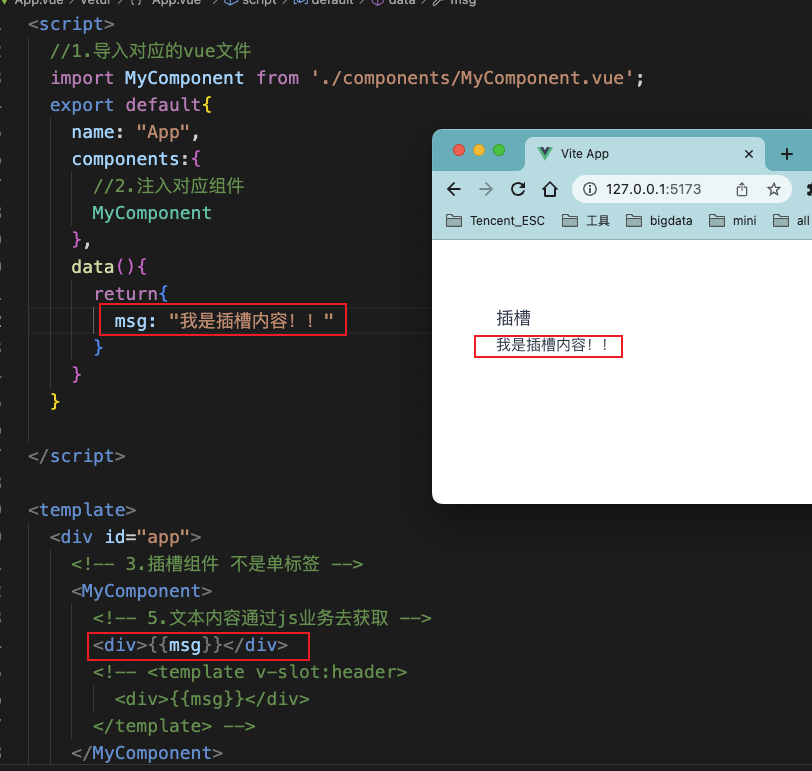 App.vue > Vetur > {} "App.vue" > script > default > data > msg
<script>
//1.导入对应的vue文件
import MyComponent from './components/MyComponent.vue';
export default{
name: "App",
components:{
//2.注入对应组件
MyComponent
},
data(){
return{
msg: "我是插槽内容！！"
}
}
}
</script>
<template>
<div id="app">
<!-- 3.插槽组件 不是单标签 -->
<MyComponent>
<!-- 5.文本内容通过js业务去获取 -->
<div>{{msg}}</div>
<!-- <template v-slot:header>
<div>{{msg}}</div>
</template> -->
</MyComponent>
Vite App
127.0.0.1:5173
Tencent_ESC 工具 bigdata mini all
插槽
我是插槽内容！！